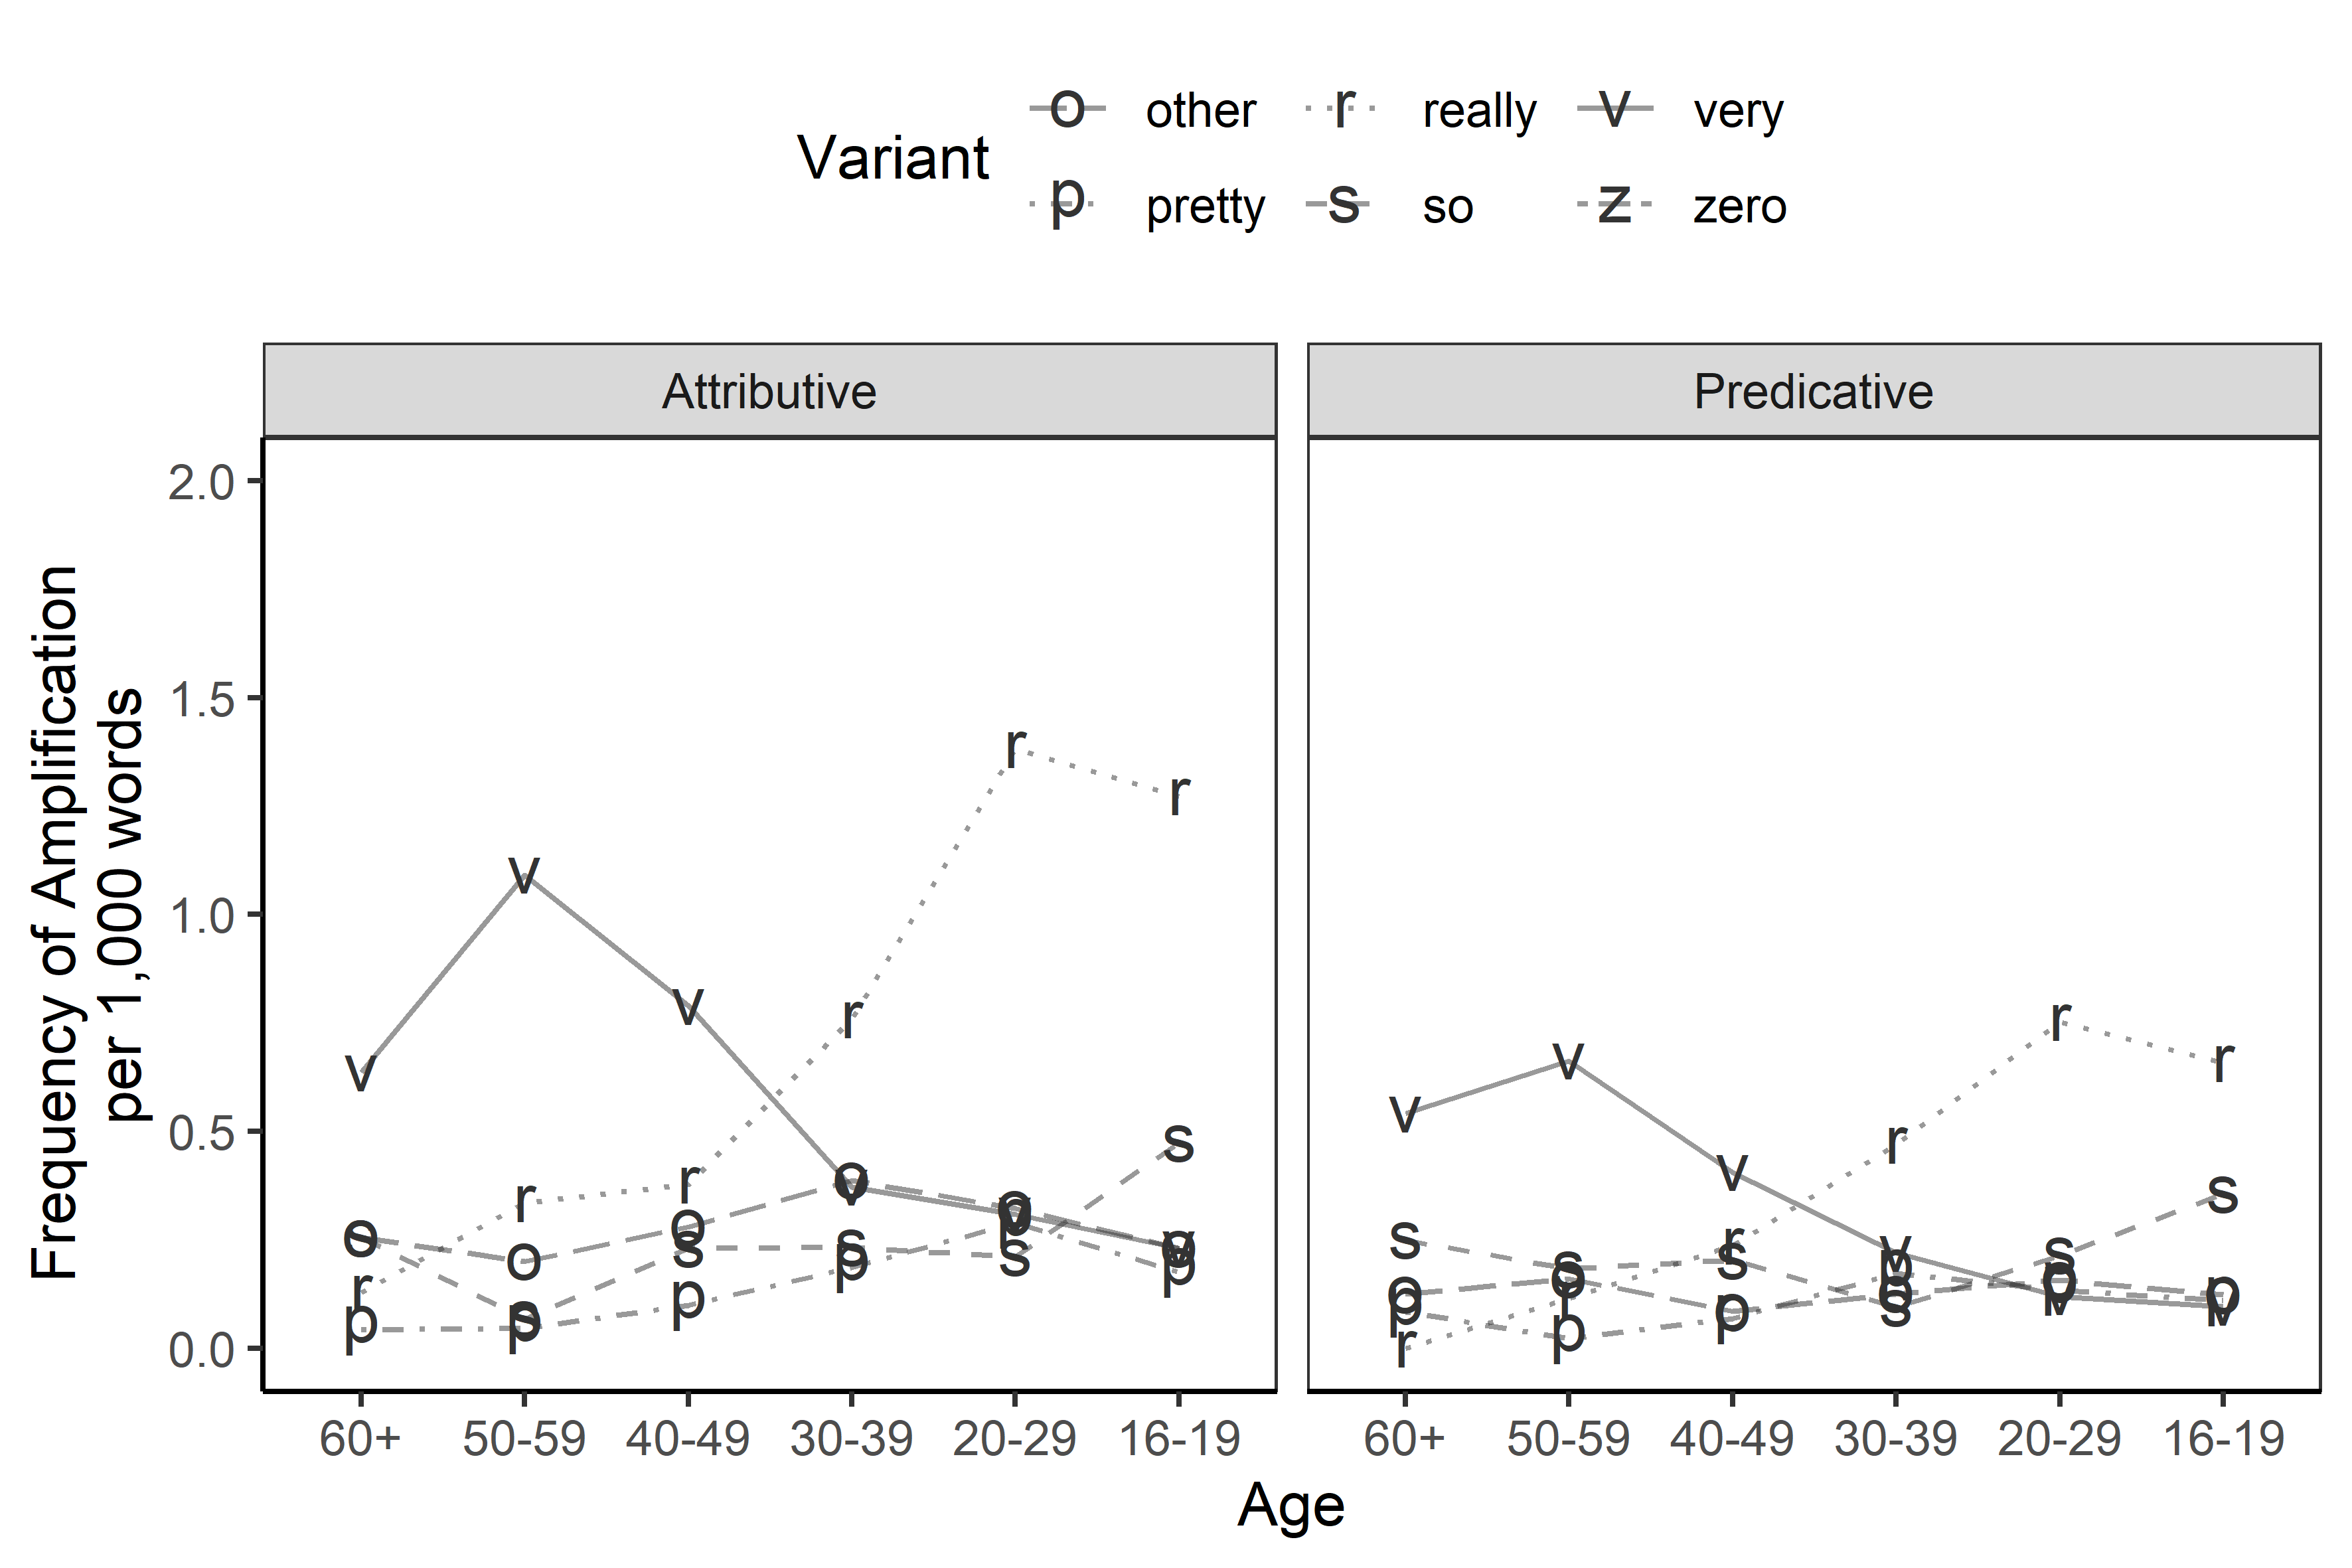 Variant
o other r really v very
p pretty s so z zero
Attributive Predicative
Frequency of Amplification
per 1,000 words
2.0
1.5
1.0
0.5
0.0
60+ 50-59 40-49 30-39 20-29 16-19 60+ 50-59 40-49 30-39 20-29 16-19
Age